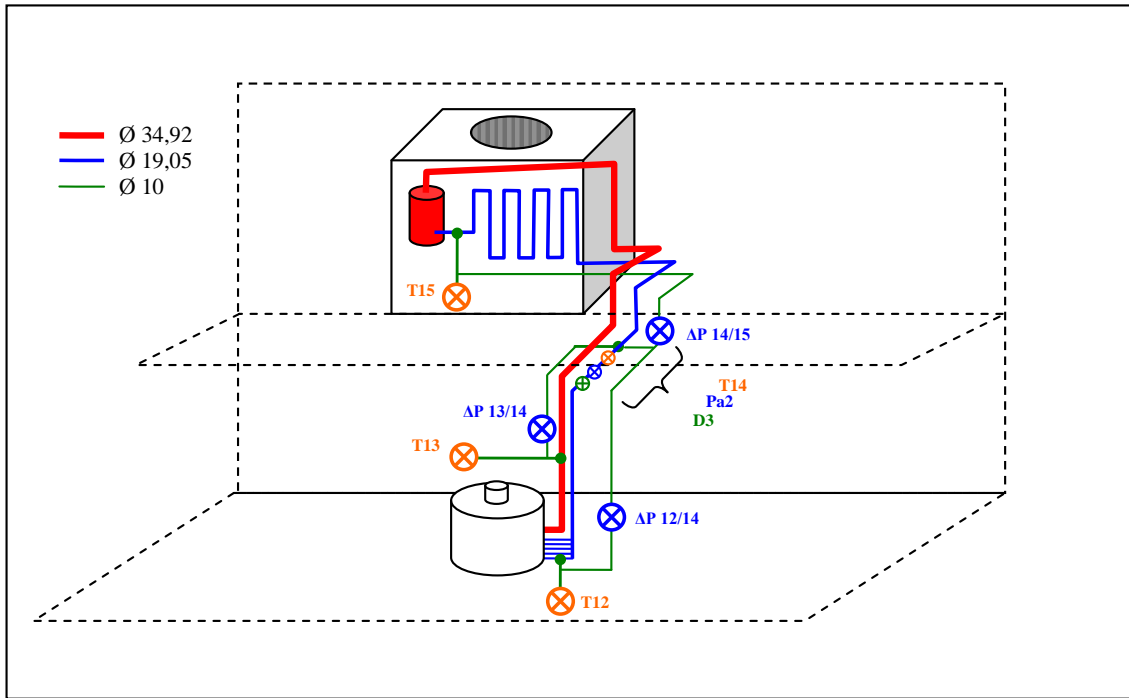 Ø 34,92
Ø 19,05
Ø 10
T15
ΔP 14/15
T14
Pa2
D3
ΔP 13/14
T13
ΔP 12/14
T12